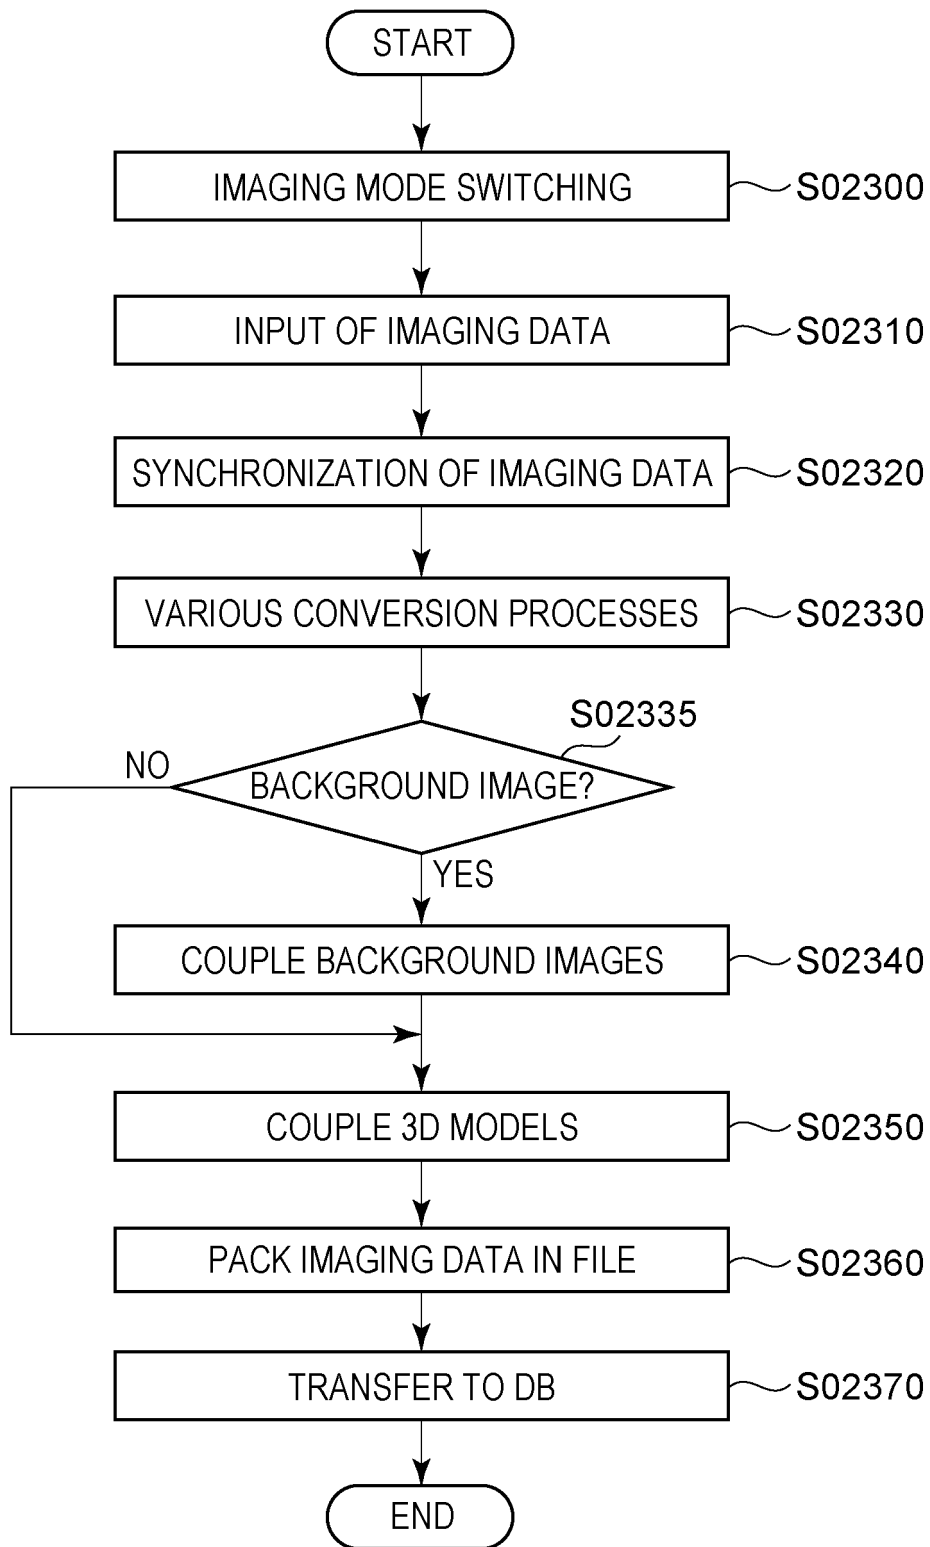 START
IMAGING MODE SWITCHING
S02300
INPUT OF IMAGING DATA
S02310
SYNCHRONIZATION OF IMAGING DATA
S02320
VARIOUS CONVERSION PROCESSES
S02330
S02335
NO
BACKGROUND IMAGE?
YES
COUPLE BACKGROUND IMAGES
S02340
COUPLE 3D MODELS
S02350
PACK IMAGING DATA IN FILE
S02360
TRANSFER TO DB
S02370
END